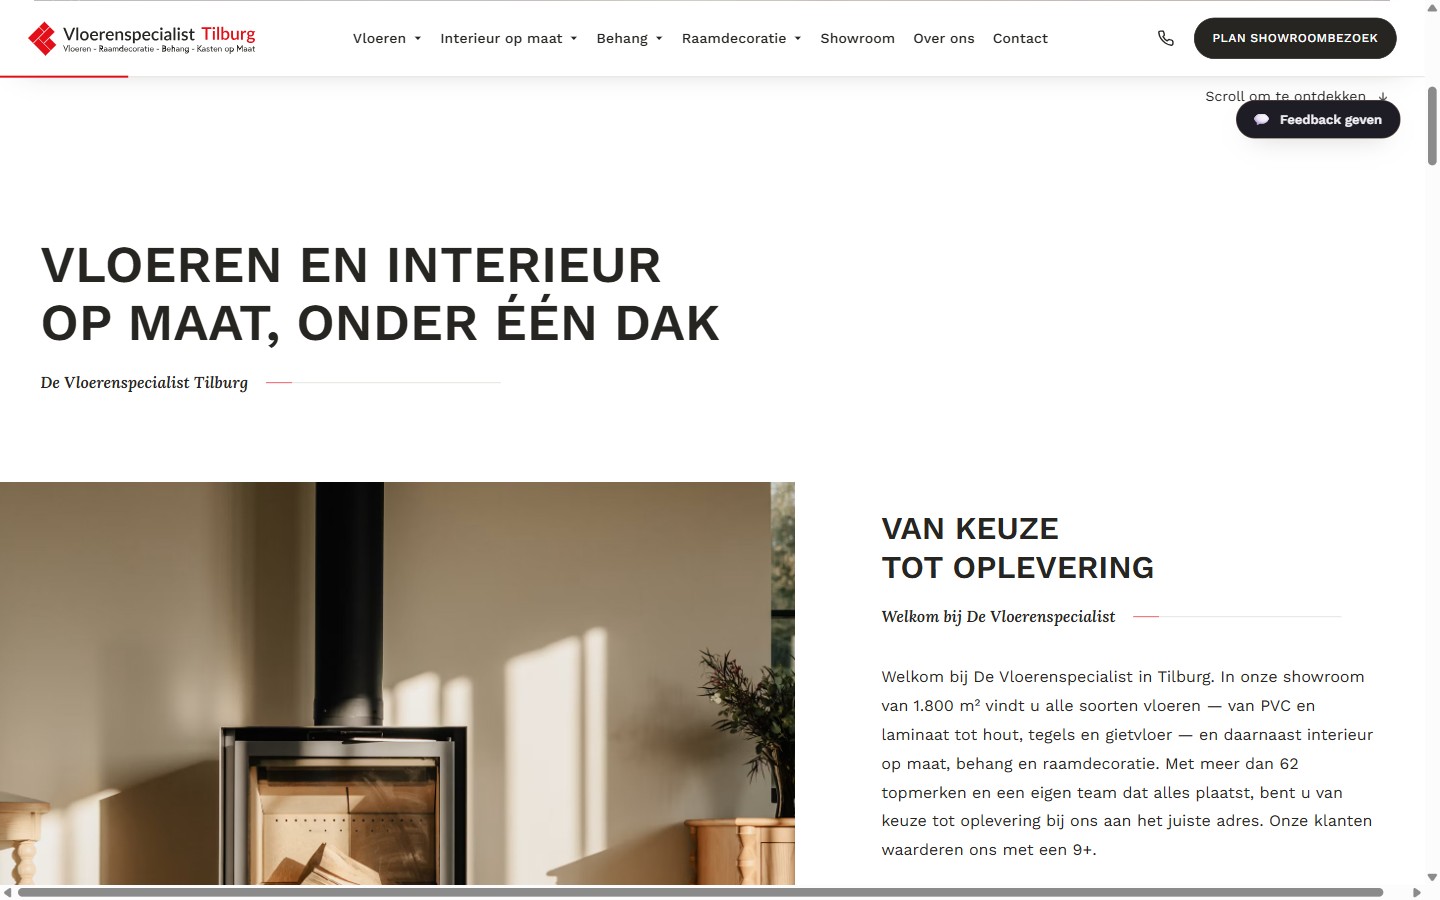 Vloerenspecialist Tilburg
Vloeren - Raamdecoratie - Behang - Kasten op Maat
Vloeren
Interieur op maat
Behang
Raamdecoratie
Showroom
Over ons
Contact
PLAN SHOWROOMBEZOEK
Scroll om te ontdekken
Feedback geven
VLOEREN EN INTERIEUR
OP MAAT, ONDER ÉÉN DAK
De Vloerenspecialist Tilburg
VAN KEUZE
TOT OPLEVERING
Welkom bij De Vloerenspecialist
Welkom bij De Vloerenspecialist in Tilburg. In onze showroom
van 1.800 m² vindt u alle soorten vloeren — van PVC en
laminaat tot hout, tegels en gietvloer — en daarnaast interieur
op maat, behang en raamdecoratie. Met meer dan 62
topmerken en een eigen team dat alles plaatst, bent u van
keuze tot oplevering bij ons aan het juiste adres. Onze klanten
waarderen ons met een 9+.